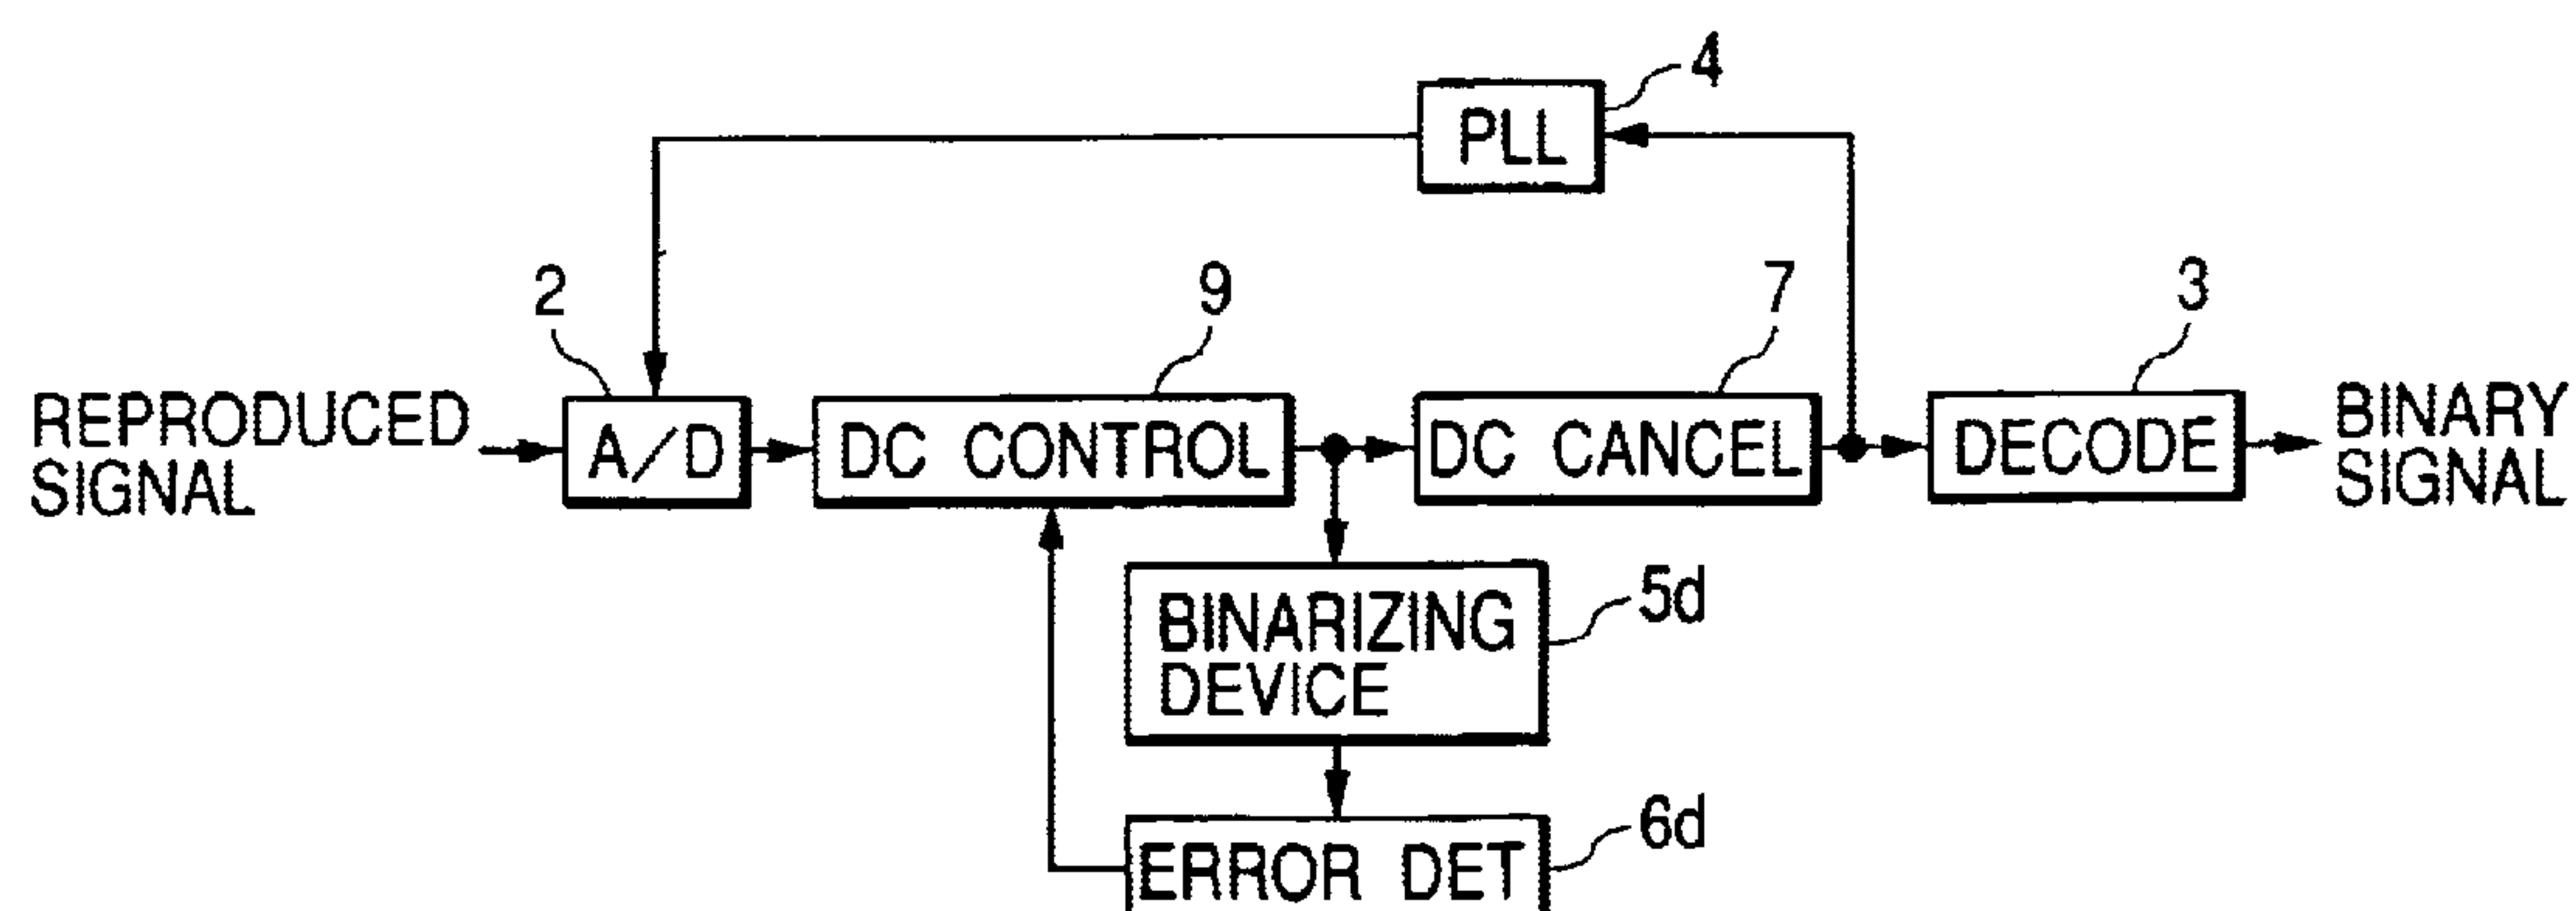 4
PLL
2
9
7
3
REPRODUCED
SIGNAL
A/D
DC CONTROL
DC CANCEL
DECODE
BINARY
SIGNAL
BINARIZING
DEVICE
5d
ERROR DET
6d